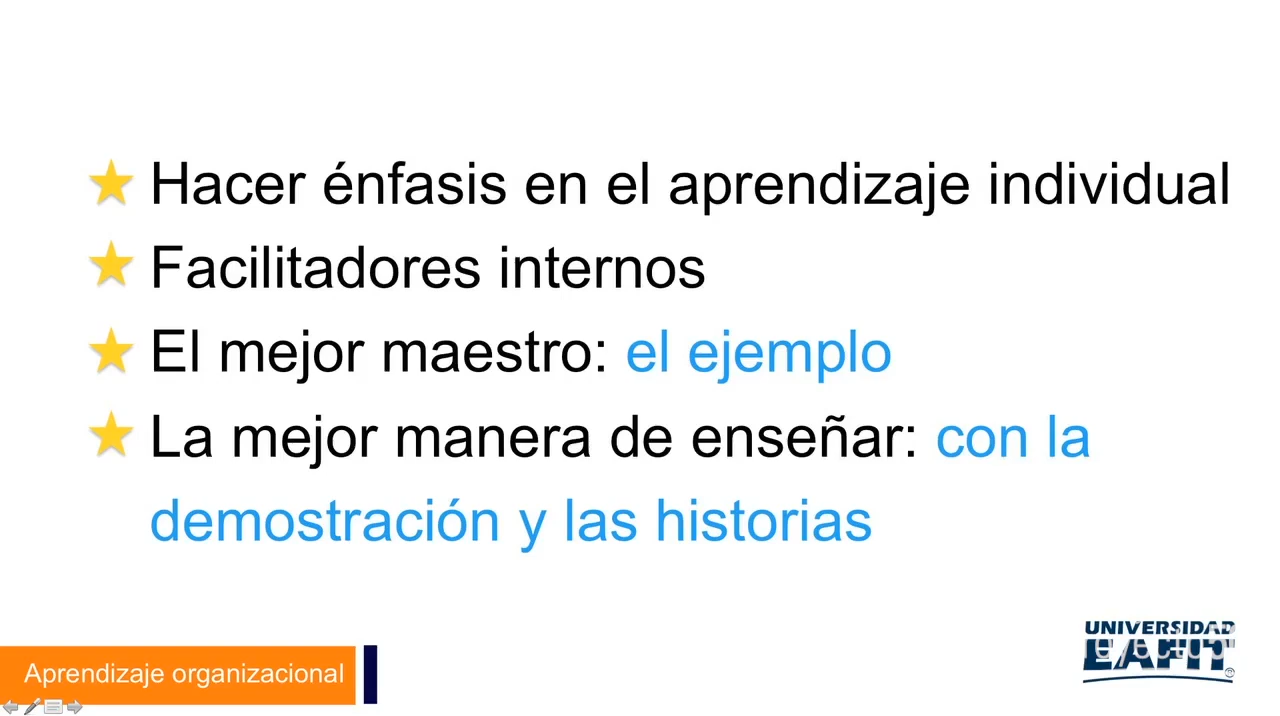 Hacer énfasis en el aprendizaje individual
Facilitadores internos
El mejor maestro: el ejemplo
La mejor manera de enseñar: con la
demostración y las historias
Aprendizaje organizacional
UNIVERSIDAD
EAFIT